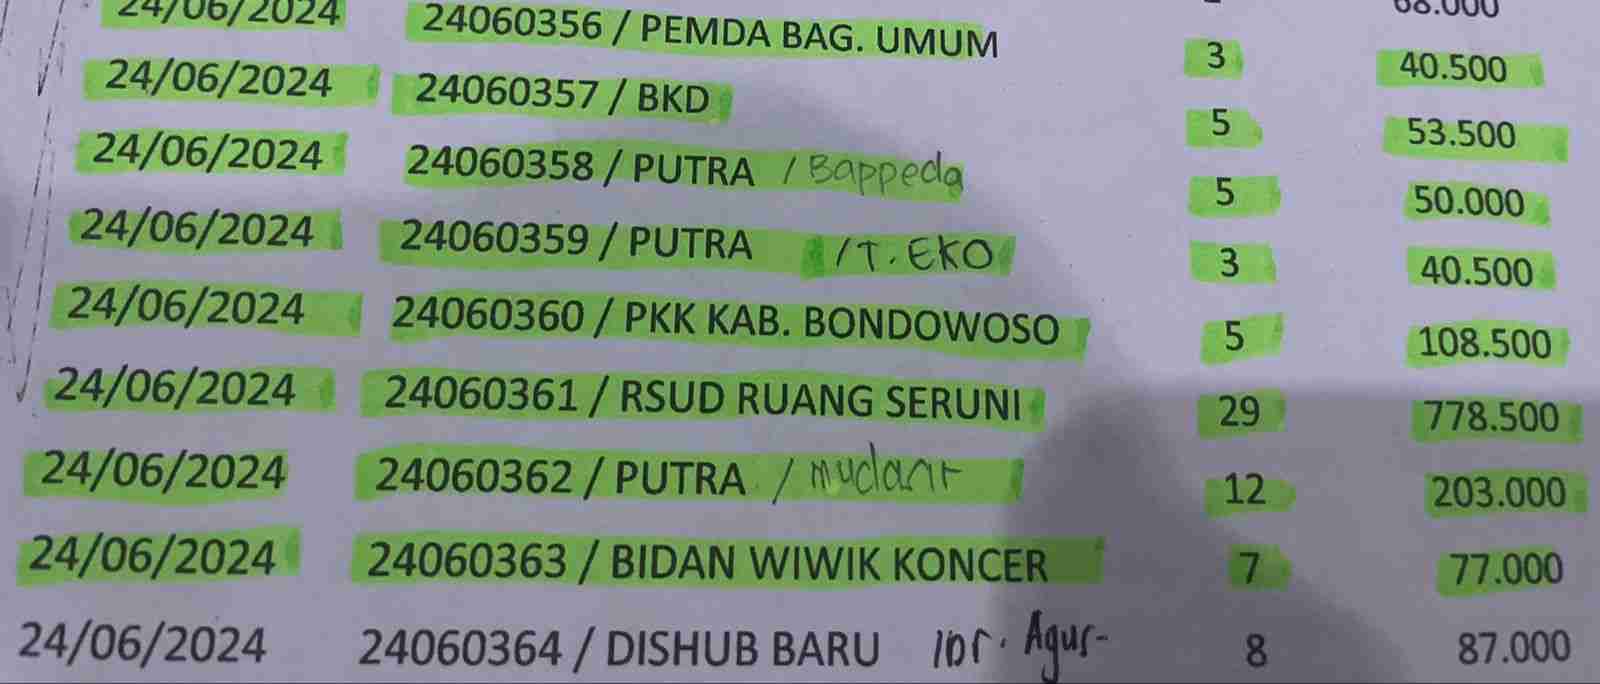 68.000
24/06/2024 24060356 / PEMDA BAG. UMUM 3 40.500
24/06/2024 24060357 / BKD 5 53.500
24/06/2024 24060358 / PUTRA / Bappeda 5 50.000
24/06/2024 24060359 / PUTRA / T. EKO 3 40.500
24/06/2024 24060360 / PKK KAB. BONDOWOSO 5 108.500
24/06/2024 24060361 / RSUD RUANG SERUNI 29 778.500
24/06/2024 24060362 / PUTRA / 12 203.000
24/06/2024 24060363 / BIDAN WIWIK KONCER 7 77.000
24/06/2024 24060364 / DISHUB BARU 8 87.000